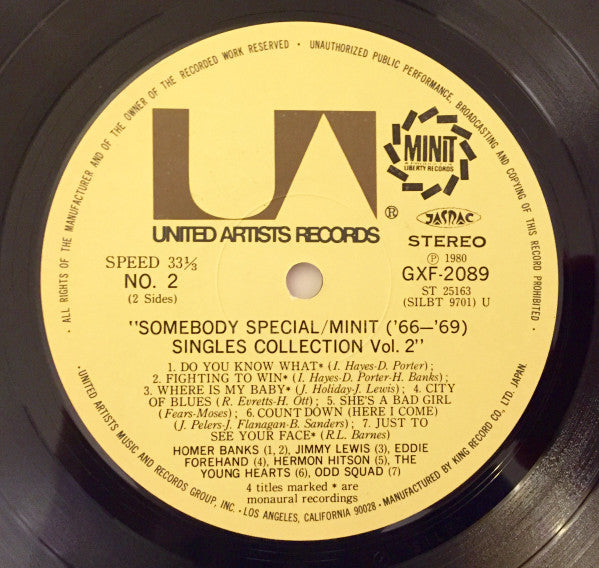 ALL RIGHTS OF THE MANUFACTURER AND OF THE OWNER OF THE RECORDED WORK RESERVED • UNAUTHORIZED PUBLIC PERFORMANCE, BROADCASTING AND COPYING OF THIS RECORD PROHIBITED •
UA
MINIT
LIBERTY RECORDS
JASRAC
®
UNITED ARTISTS RECORDS
STEREO
SPEED 33⅓
Ⓟ 1980
NO. 2
GXF-2089
(2 Sides)
ST 25163
(SILBT 9701) U
"SOMEBODY SPECIAL/MINIT ('66—'69)
SINGLES COLLECTION Vol. 2"
1. DO YOU KNOW WHAT* (I. Hayes-D. Porter);
2. FIGHTING TO WIN* (I. Hayes-D. Porter-H. Banks);
3. WHERE IS MY BABY* (J. Holiday-J. Lewis); 4. CITY
OF BLUES (R. Evretts-H. Ott); 5. SHE'S A BAD GIRL
(Fears-Moses); 6. COUNT DOWN (HERE I COME)
(J. Pelers-J. Flanagan-B. Sanders); 7. JUST TO
SEE YOUR FACE* (R.L. Barnes)
HOMER BANKS (1, 2), JIMMY LEWIS (3), EDDIE
FOREHAND (4), HERMON HITSON (5), THE
YOUNG HEARTS (6), ODD SQUAD (7)
4 titles marked * are
monaural recordings
• UNITED ARTISTS MUSIC AND RECORDS GROUP, INC. • LOS ANGELES, CALIFORNIA 90028 • MANUFACTURED BY KING RECORD CO., LTD. JAPAN.